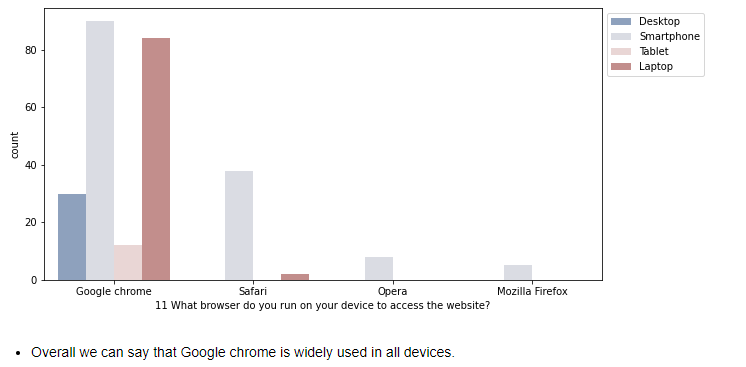 Desktop
Smartphone
Tablet
Laptop
80
60
40
20
0
count
Google chrome Safari Opera Mozilla Firefox
11 What browser do you run on your device to access the website?
• Overall we can say that Google chrome is widely used in all devices.